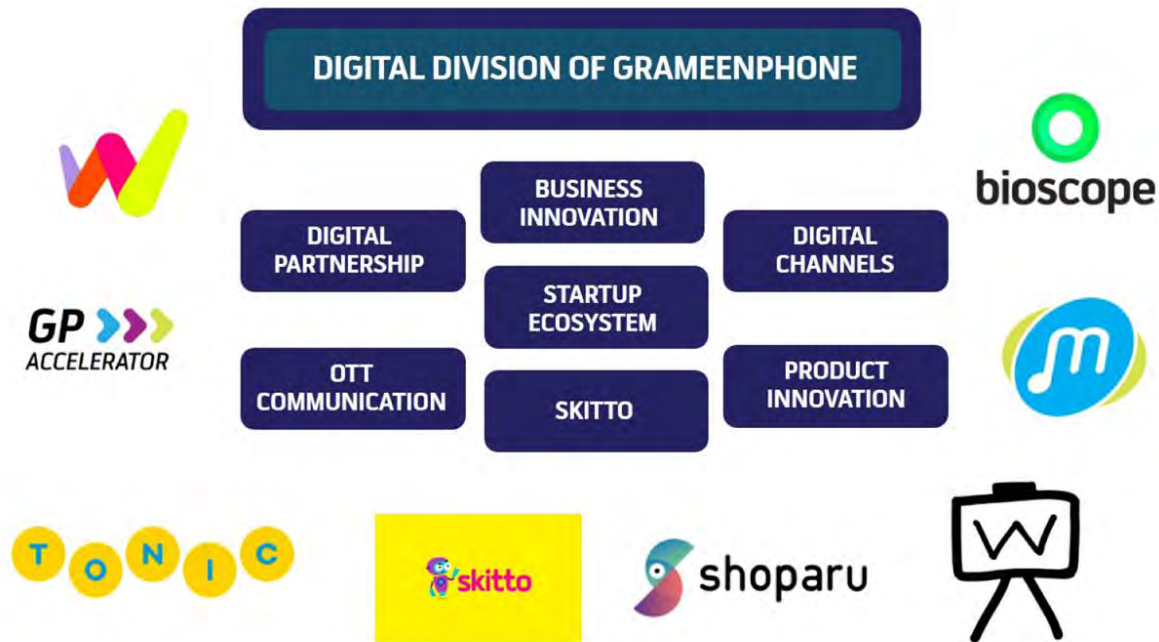 DIGITAL DIVISION OF GRAMEENPHONE
bioscope
BUSINESS
INNOVATION
DIGITAL
PARTNERSHIP
DIGITAL
CHANNELS
STARTUP
ECOSYSTEM
GP
ACCELERATOR
m
OTT
COMMUNICATION
SKITTO
PRODUCT
INNOVATION
TONIC
skitto
shoparu
W